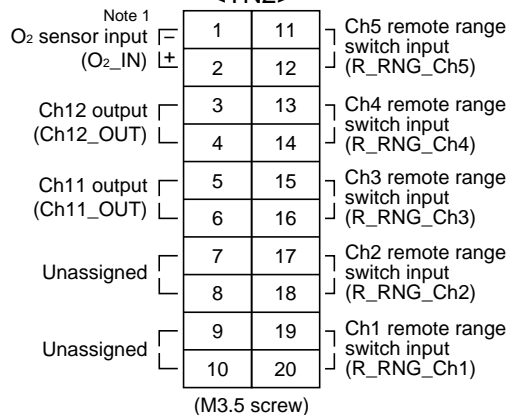 Note 1
O₂ sensor input −
(O₂_IN) +
Ch12 output
(Ch12_OUT)
Ch11 output
(Ch11_OUT)
Unassigned
Unassigned
1 11
2 12
3 13
4 14
5 15
6 16
7 17
8 18
9 19
10 20
Ch5 remote range
switch input
(R_RNG_Ch5)
Ch4 remote range
switch input
(R_RNG_Ch4)
Ch3 remote range
switch input
(R_RNG_Ch3)
Ch2 remote range
switch input
(R_RNG_Ch2)
Ch1 remote range
switch input
(R_RNG_Ch1)
(M3.5 screw)